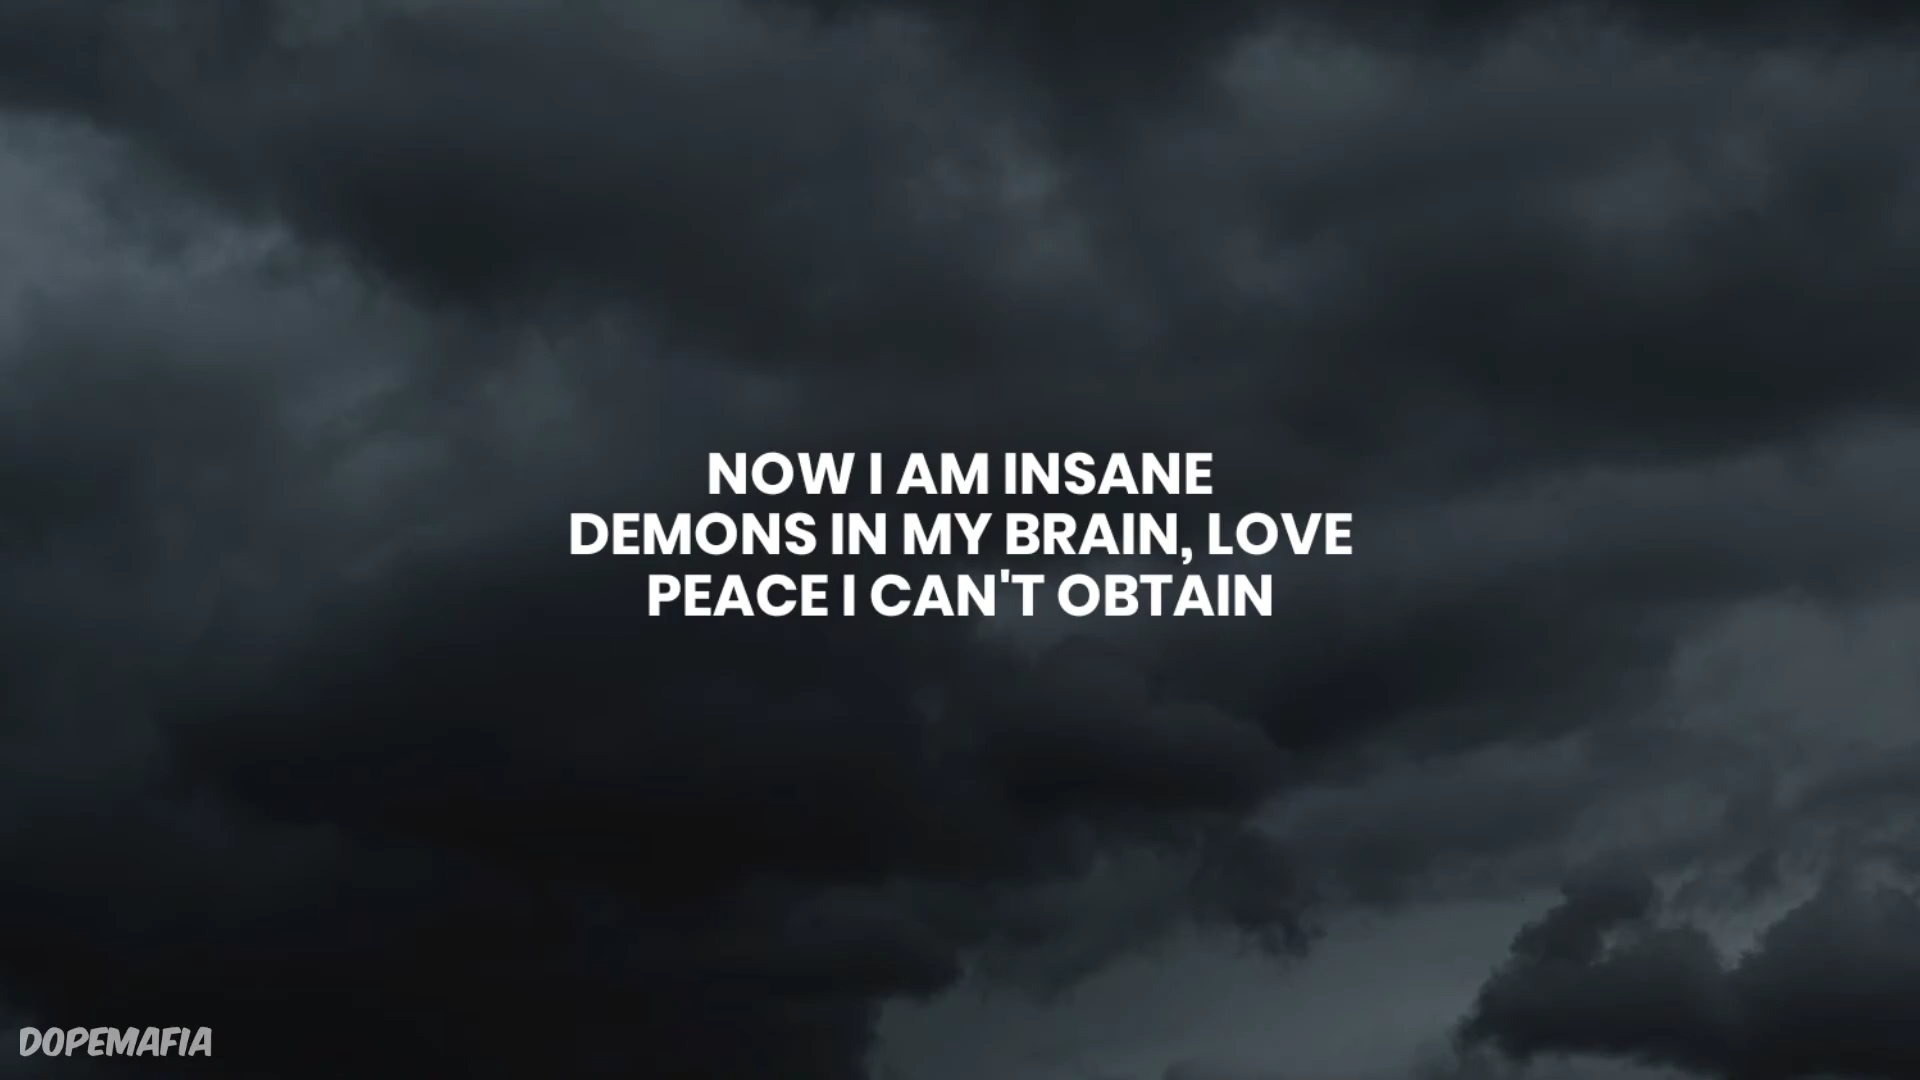 NOW I AM INSANE
DEMONS IN MY BRAIN, LOVE
PEACE I CAN'T OBTAIN
DOPEMAFIA